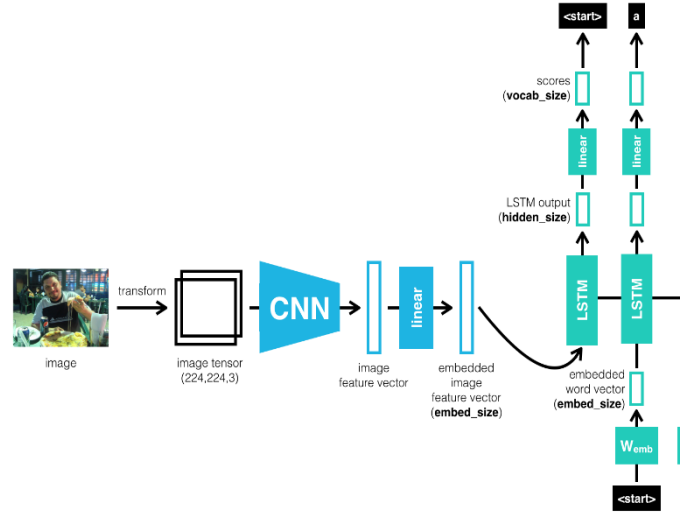 <start>
a
scores
(vocab_size)
linear
linear
LSTM output
(hidden_size)
transform
CNN
linear
LSTM
LSTM
image
image tensor
(224,224,3)
image
feature vector
embedded
image
feature vector
(embed_size)
embedded
word vector
(embed_size)
Wemb
<start>